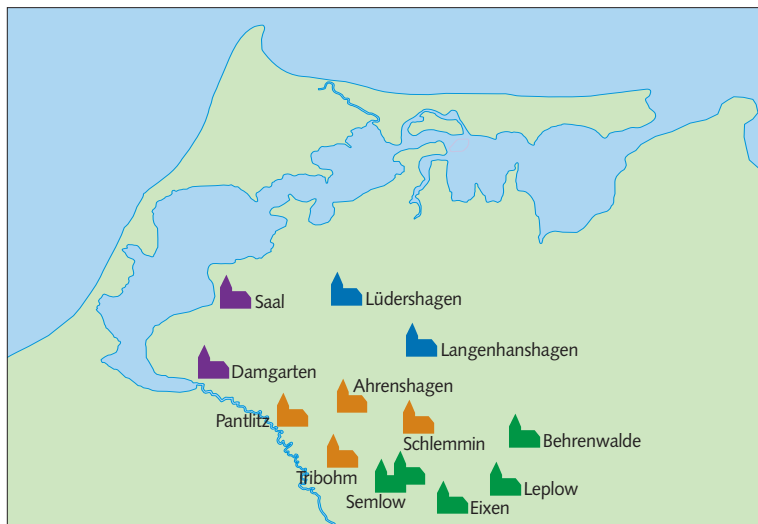 Saal
Lüdershagen
Langenhanshagen
Damgarten
Ahrenshagen
Pantlitz
Schlemmin
Behrenwalde
Tribohm
Semlow
Leplow
Eixen